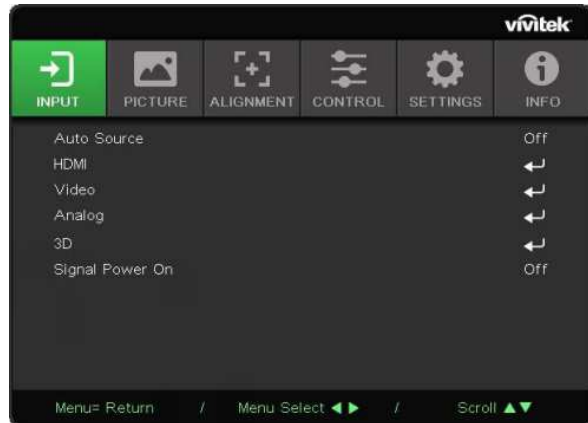 vivitek
INPUT PICTURE ALIGNMENT CONTROL SETTINGS INFO
Auto Source Off
HDMI
Video
Analog
3D
Signal Power On Off
Menu= Return / Menu Select ◀ ▶ / Scroll ▲▼